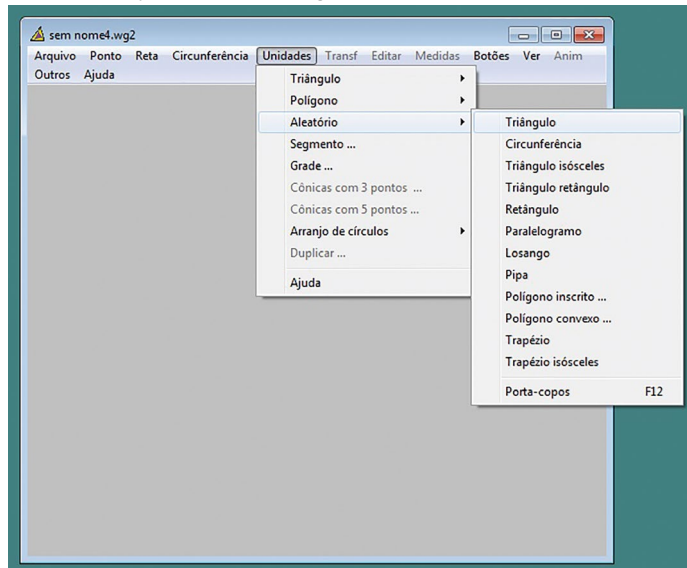 sem nome4.wg2
Arquivo Ponto Reta Circunferência Unidades Transf Editar Medidas Botões Ver Anim
Outros Ajuda
Triângulo
Polígono
Aleatório
Segmento ...
Grade ...
Cônicas com 3 pontos ...
Cônicas com 5 pontos ...
Arranjo de círculos
Duplicar ...
Ajuda
Triângulo
Circunferência
Triângulo isósceles
Triângulo retângulo
Retângulo
Paralelogramo
Losango
Pipa
Polígono inscrito ...
Polígono convexo ...
Trapézio
Trapézio isósceles
Porta-copos F12